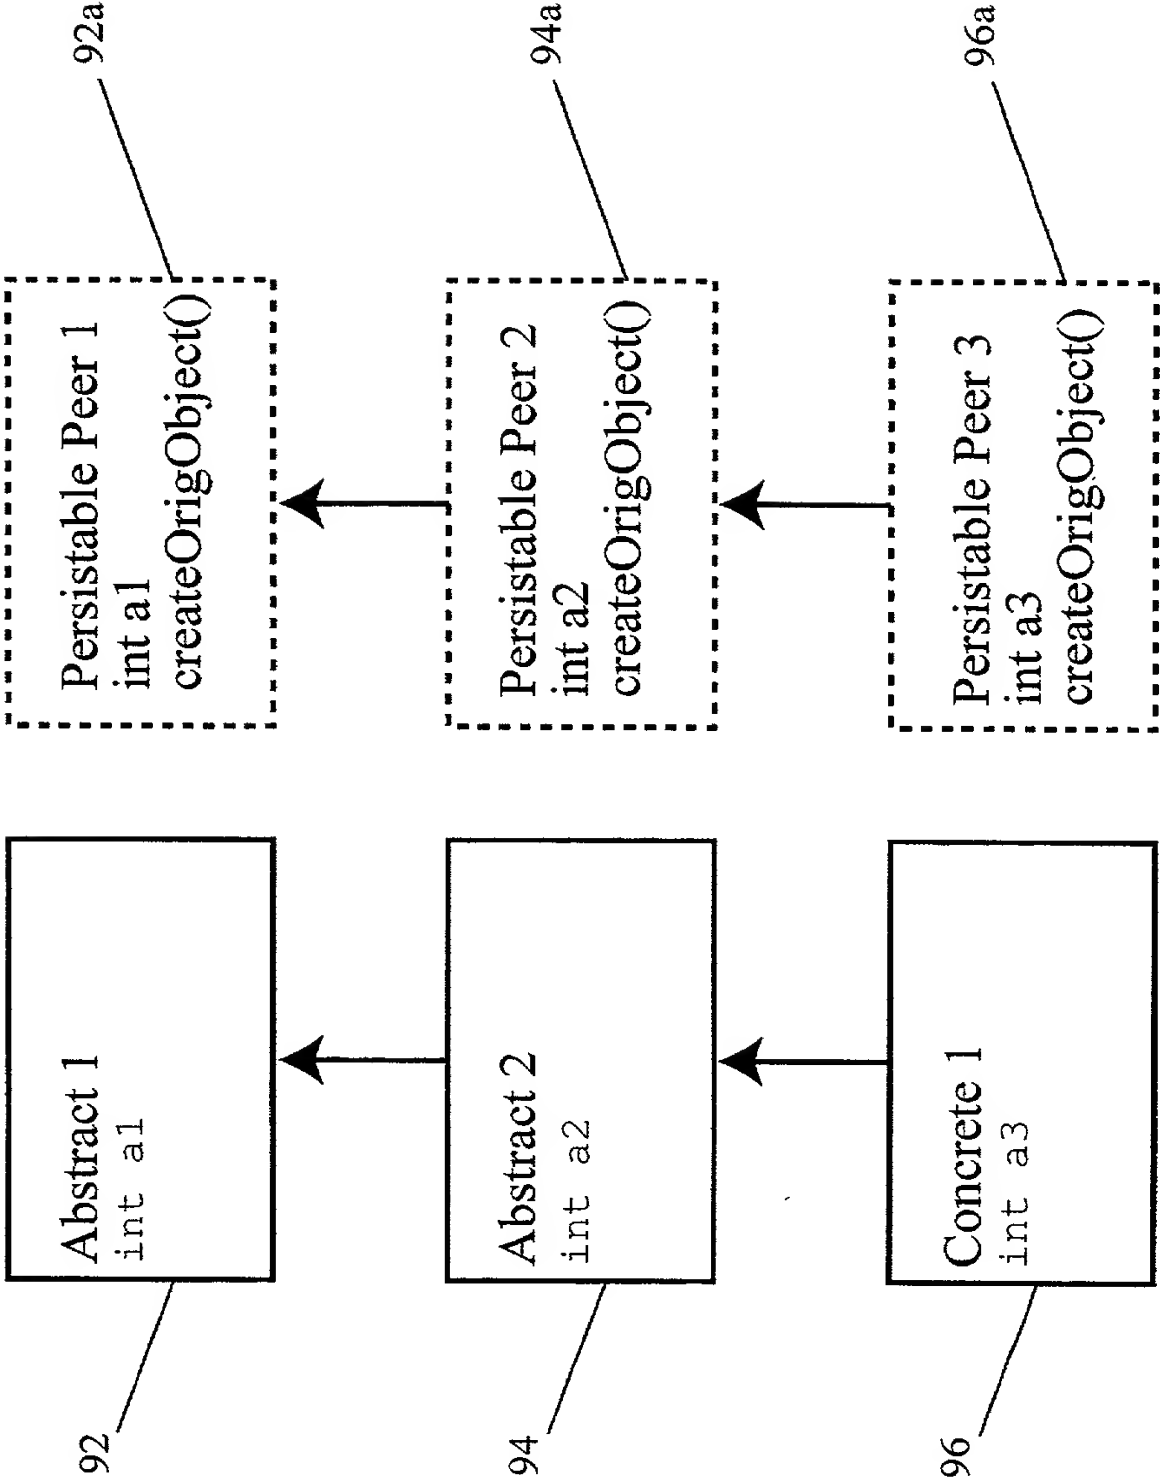 92
Abstract 1
int a1
Persistable Peer 1
int a1
createOrigObject()
92a
94
Abstract 2
int a2
Persistable Peer 2
int a2
createOrigObject()
94a
96
Concrete 1
int a3
Persistable Peer 3
int a3
createOrigObject()
96a